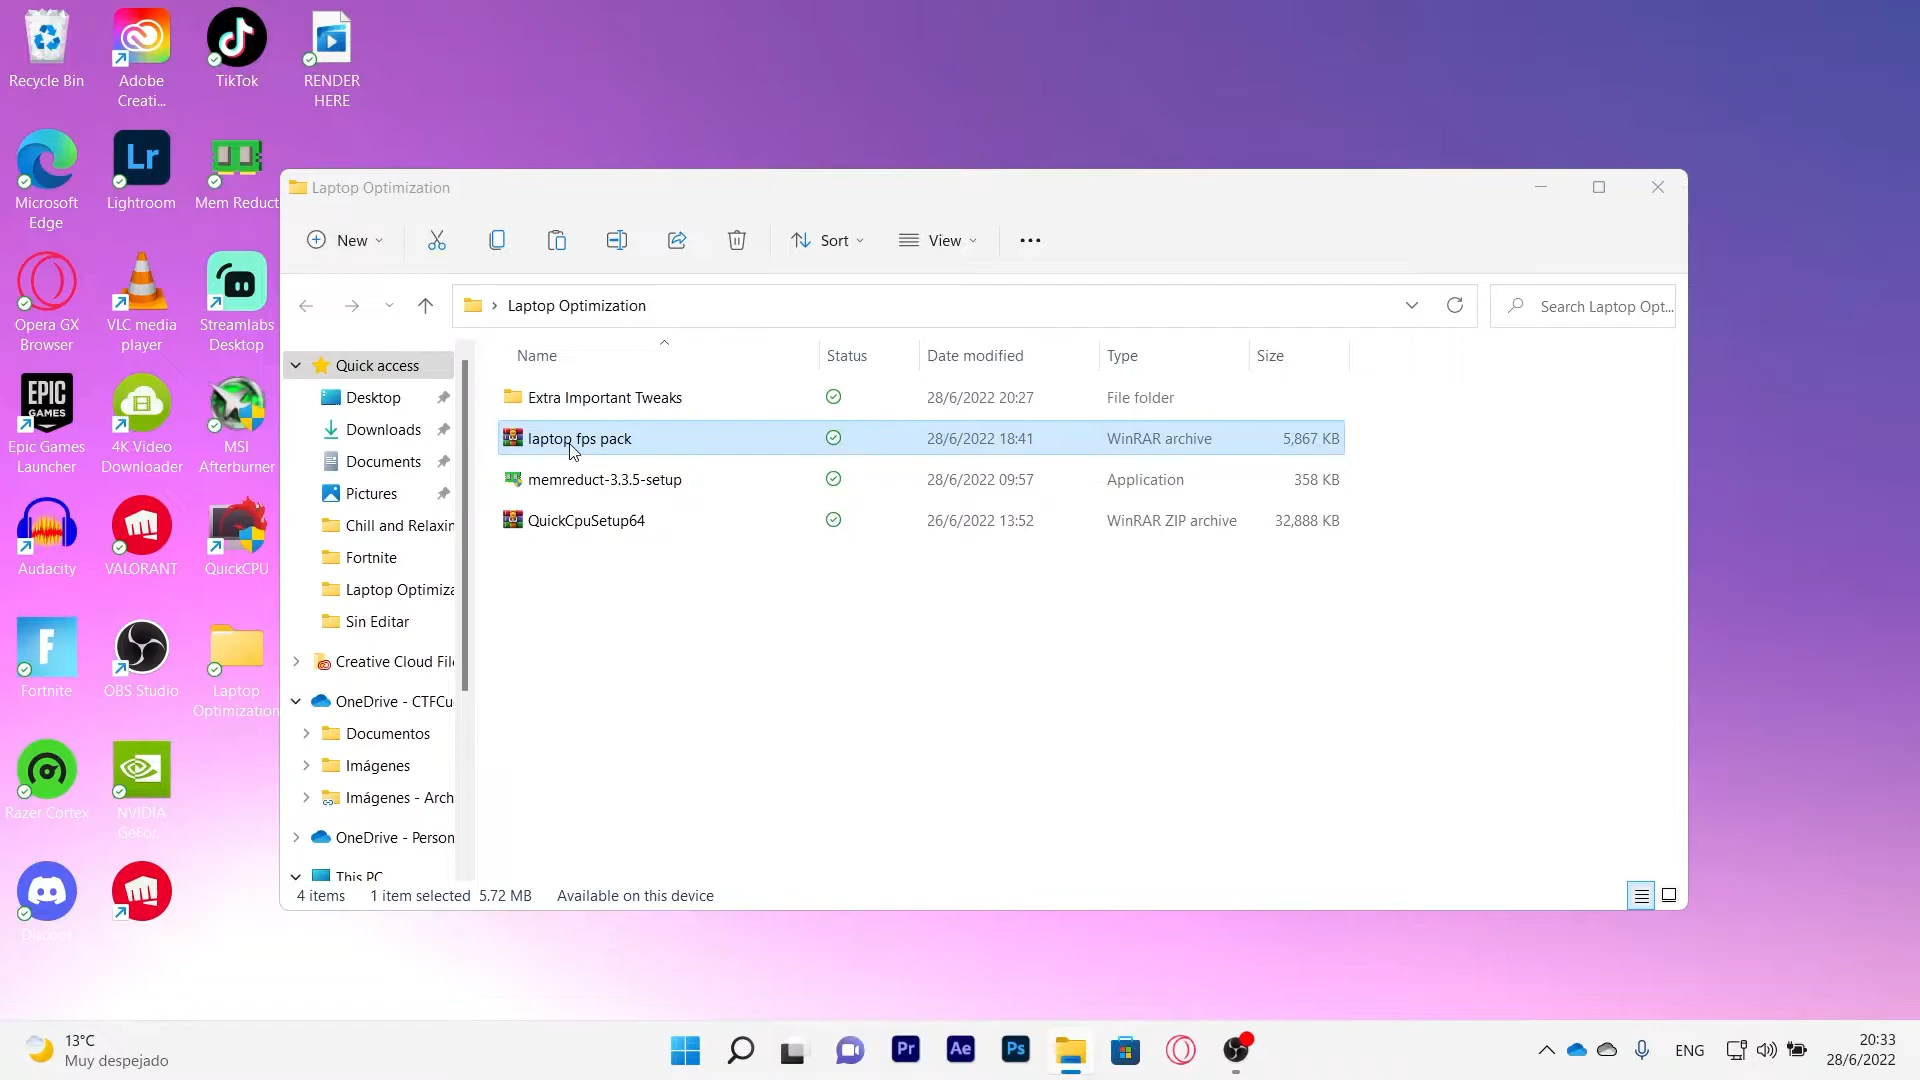 Recycle Bin
Adobe
Creati...
TikTok
RENDER
HERE
Microsoft
Edge
Lr
Lightroom
Mem Reduct
Opera GX
Browser
VLC media
player
Streamlabs
Desktop
EPIC
GAMES
Epic Games
Launcher
4K Video
Downloader
MSI
Afterburner
Audacity
VALORANT
QuickCPU
F
Fortnite
OBS Studio
Laptop
Optimization
Razer Cortex
NVIDIA
GeFor...
Discord
Laptop Optimization
New
Sort
View
Laptop Optimization
Search Laptop Opt...
Name
Status
Date modified
Type
Size
Extra Important Tweaks
28/6/2022 20:27
File folder
laptop fps pack
28/6/2022 18:41
WinRAR archive
5,867 KB
memreduct-3.3.5-setup
28/6/2022 09:57
Application
358 KB
QuickCpuSetup64
26/6/2022 13:52
WinRAR ZIP archive
32,888 KB
Quick access
Desktop
Downloads
Documents
Pictures
Chill and Relaxin
Fortnite
Laptop Optimiza
Sin Editar
Creative Cloud File
OneDrive - CTFCu
Documentos
Imágenes
Imágenes - Arch
OneDrive - Person
This PC
4 items
1 item selected 5.72 MB
Available on this device
13°C
Muy despejado
Pr
Ae
Ps
ENG
20:33
28/6/2022